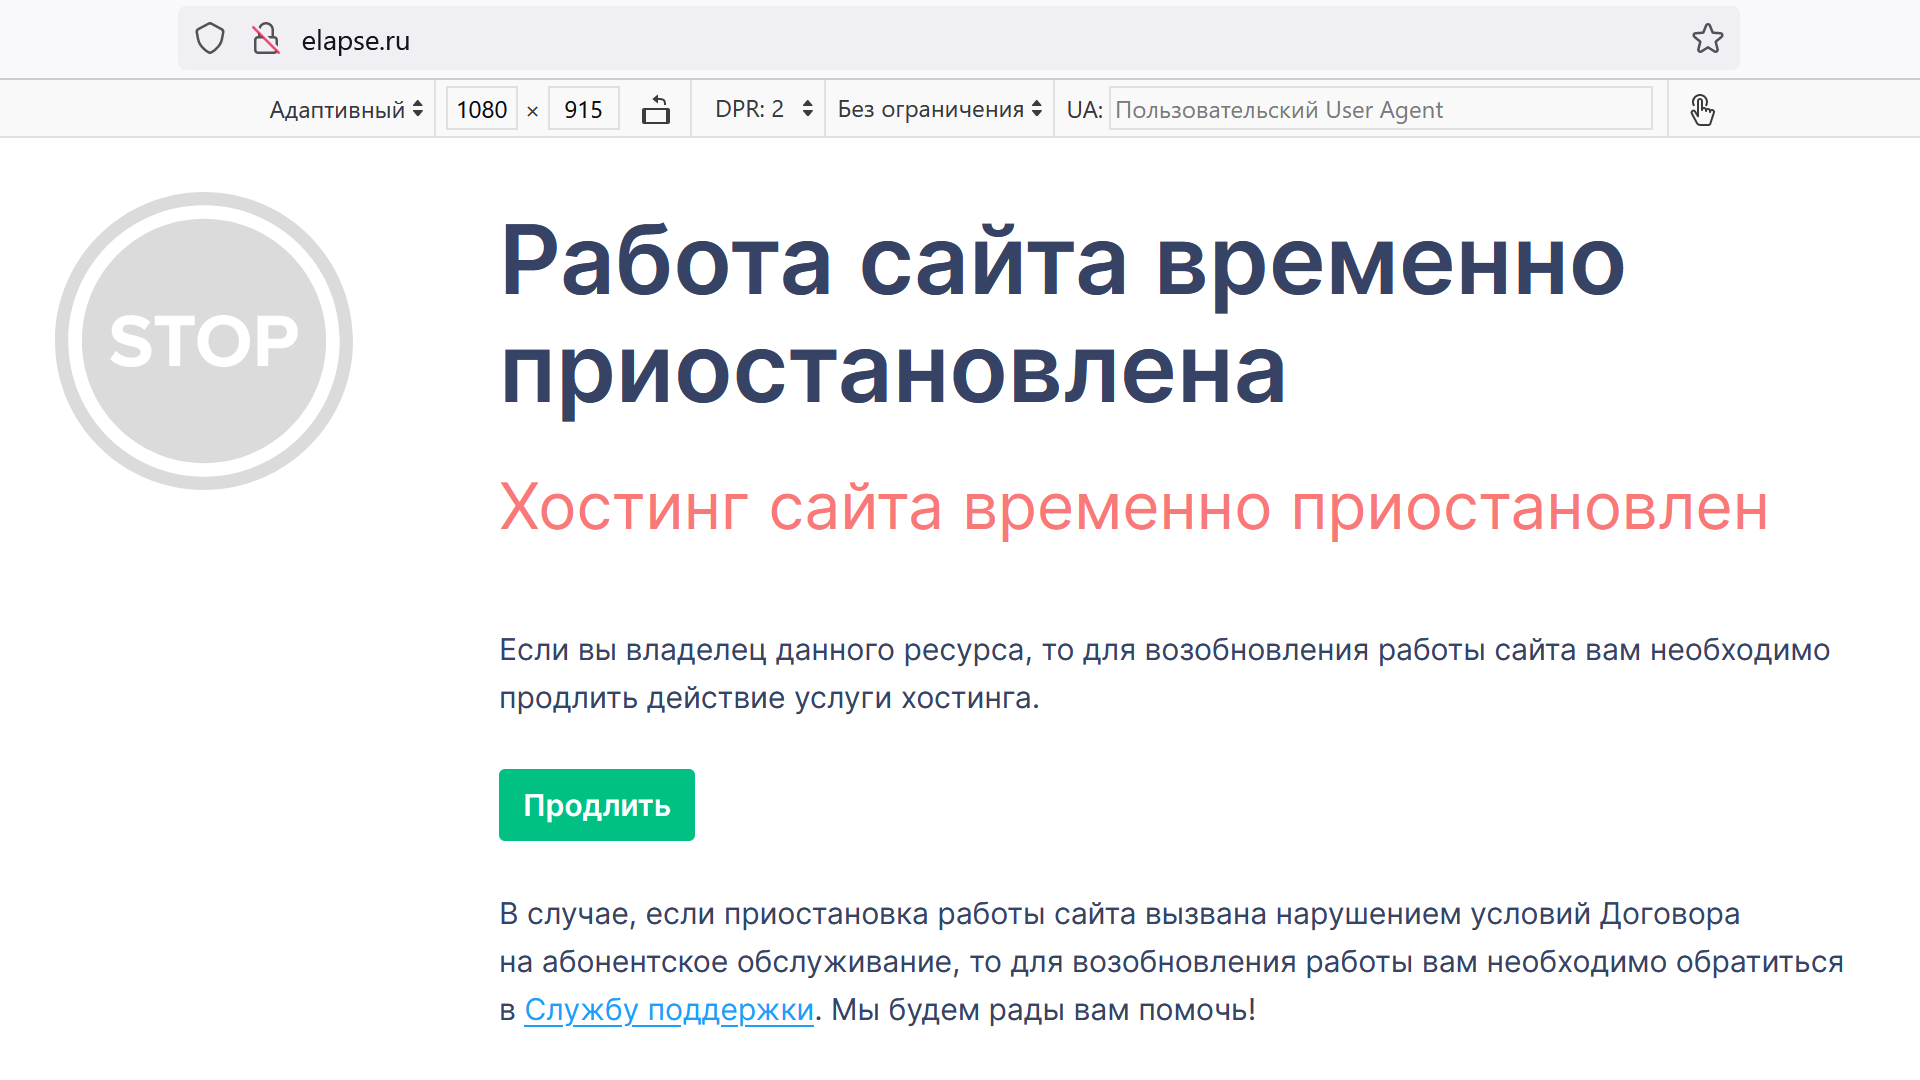 elapse.ru
Адаптивный 1080 × 915 DPR: 2 Без ограничения UA: Пользовательский User Agent
STOP
Работа сайта временно
приостановлена
Хостинг сайта временно приостановлен
Если вы владелец данного ресурса, то для возобновления работы сайта вам необходимо
продлить действие услуги хостинга.
Продлить
В случае, если приостановка работы сайта вызвана нарушением условий Договора
на абонентское обслуживание, то для возобновления работы вам необходимо обратиться
в Службу поддержки. Мы будем рады вам помочь!